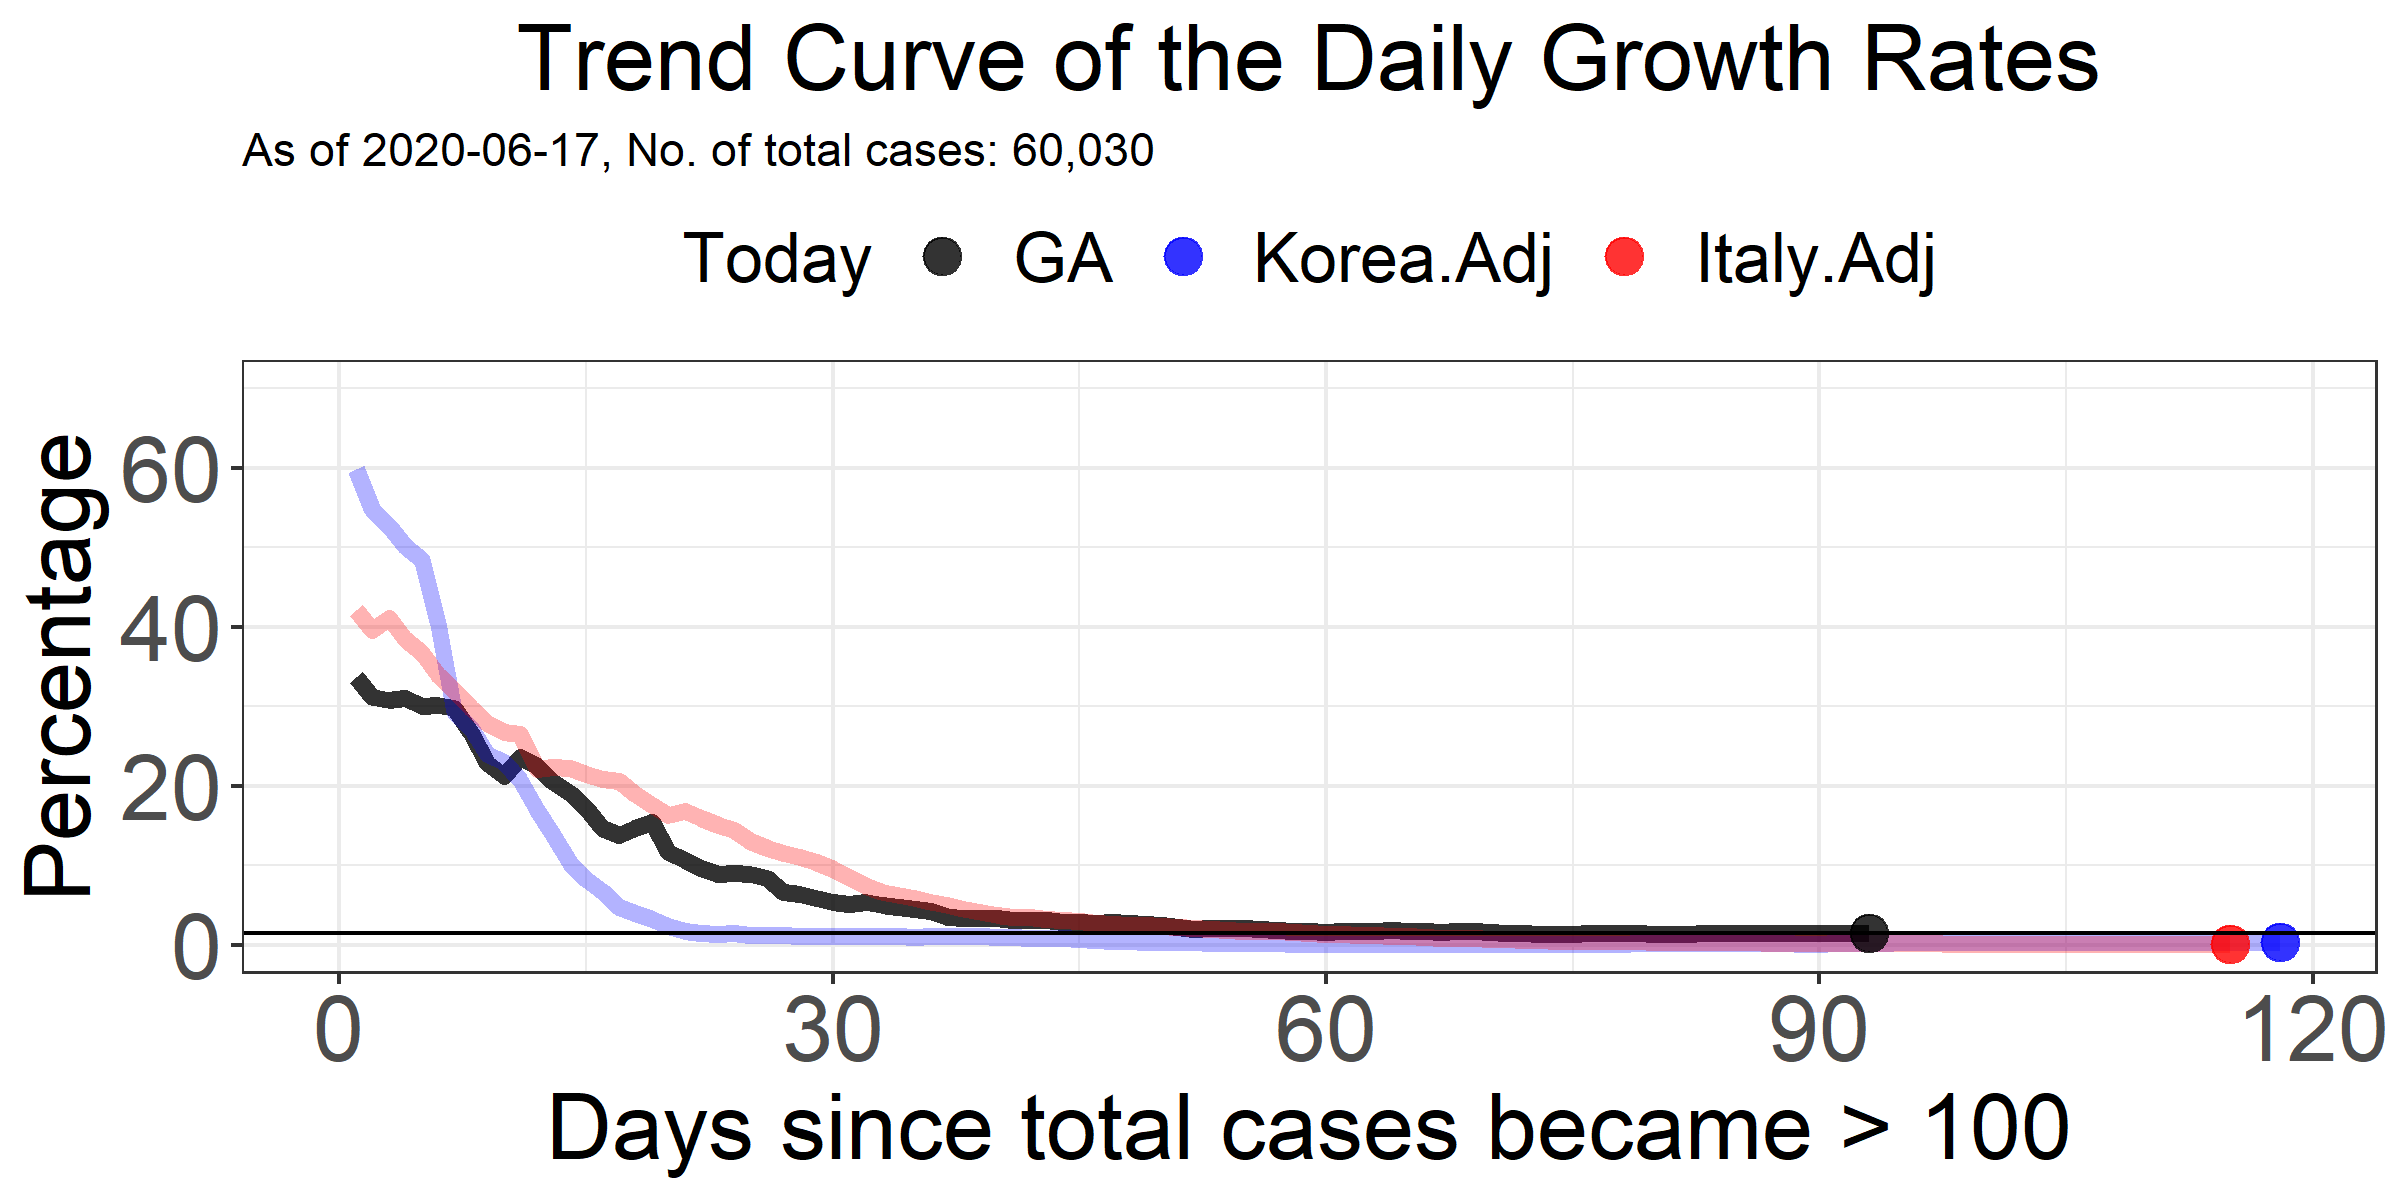 Trend Curve of the Daily Growth Rates
As of 2020-06-17, No. of total cases: 60,030
Today GA Korea.Adj Italy.Adj
Percentage
60
40
20
0
0 30 60 90 120
Days since total cases became > 100